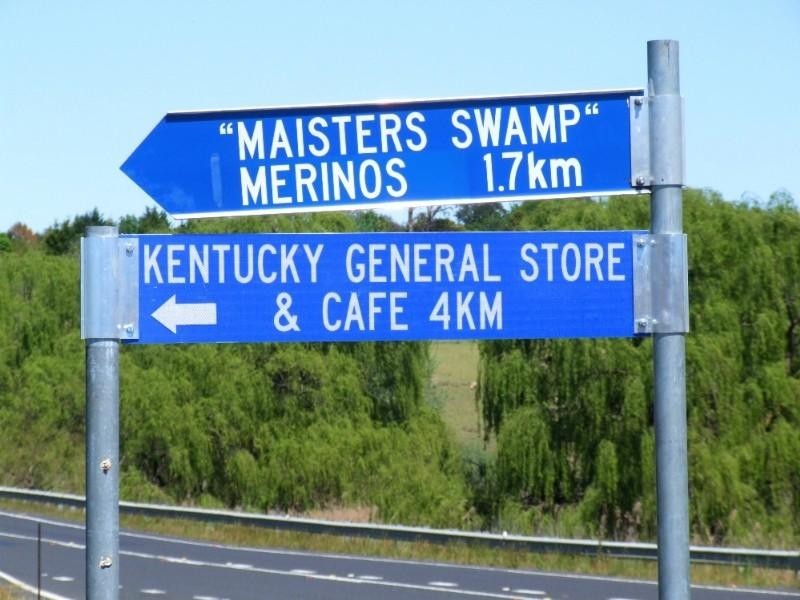 “MAISTERS SWAMP“
MERINOS 1.7km
KENTUCKY GENERAL STORE
& CAFE 4KM